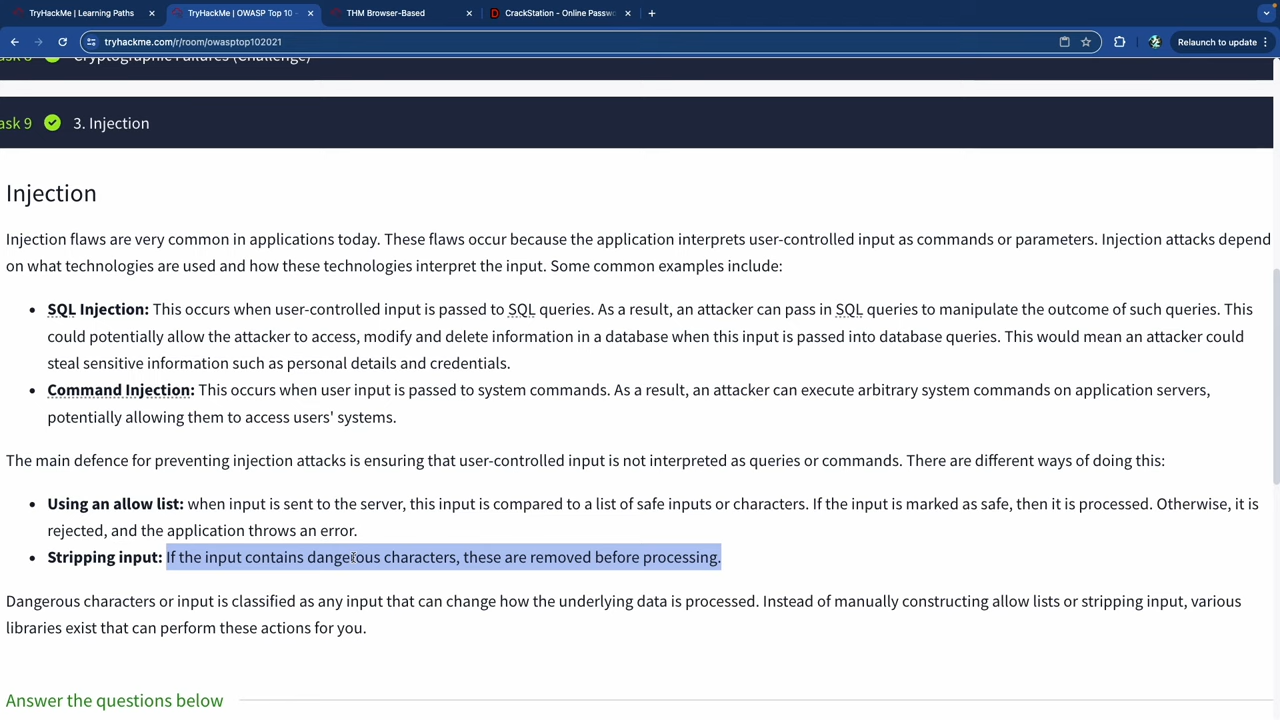 TryHackMe | Learning Paths
TryHackMe | OWASP Top 10 -
THM Browser-Based
CrackStation - Online Passwo
tryhackme.com/r/room/owasptop102021
Relaunch to update
Cryptographic Failures (Challenge)
ask 9 3. Injection
Injection
Injection flaws are very common in applications today. These flaws occur because the application interprets user-controlled input as commands or parameters. Injection attacks depend
on what technologies are used and how these technologies interpret the input. Some common examples include:
• SQL Injection: This occurs when user-controlled input is passed to SQL queries. As a result, an attacker can pass in SQL queries to manipulate the outcome of such queries. This
could potentially allow the attacker to access, modify and delete information in a database when this input is passed into database queries. This would mean an attacker could
steal sensitive information such as personal details and credentials.
• Command Injection: This occurs when user input is passed to system commands. As a result, an attacker can execute arbitrary system commands on application servers,
potentially allowing them to access users' systems.
The main defence for preventing injection attacks is ensuring that user-controlled input is not interpreted as queries or commands. There are different ways of doing this:
• Using an allow list: when input is sent to the server, this input is compared to a list of safe inputs or characters. If the input is marked as safe, then it is processed. Otherwise, it is
rejected, and the application throws an error.
• Stripping input: If the input contains dangerous characters, these are removed before processing.
Dangerous characters or input is classified as any input that can change how the underlying data is processed. Instead of manually constructing allow lists or stripping input, various
libraries exist that can perform these actions for you.
Answer the questions below